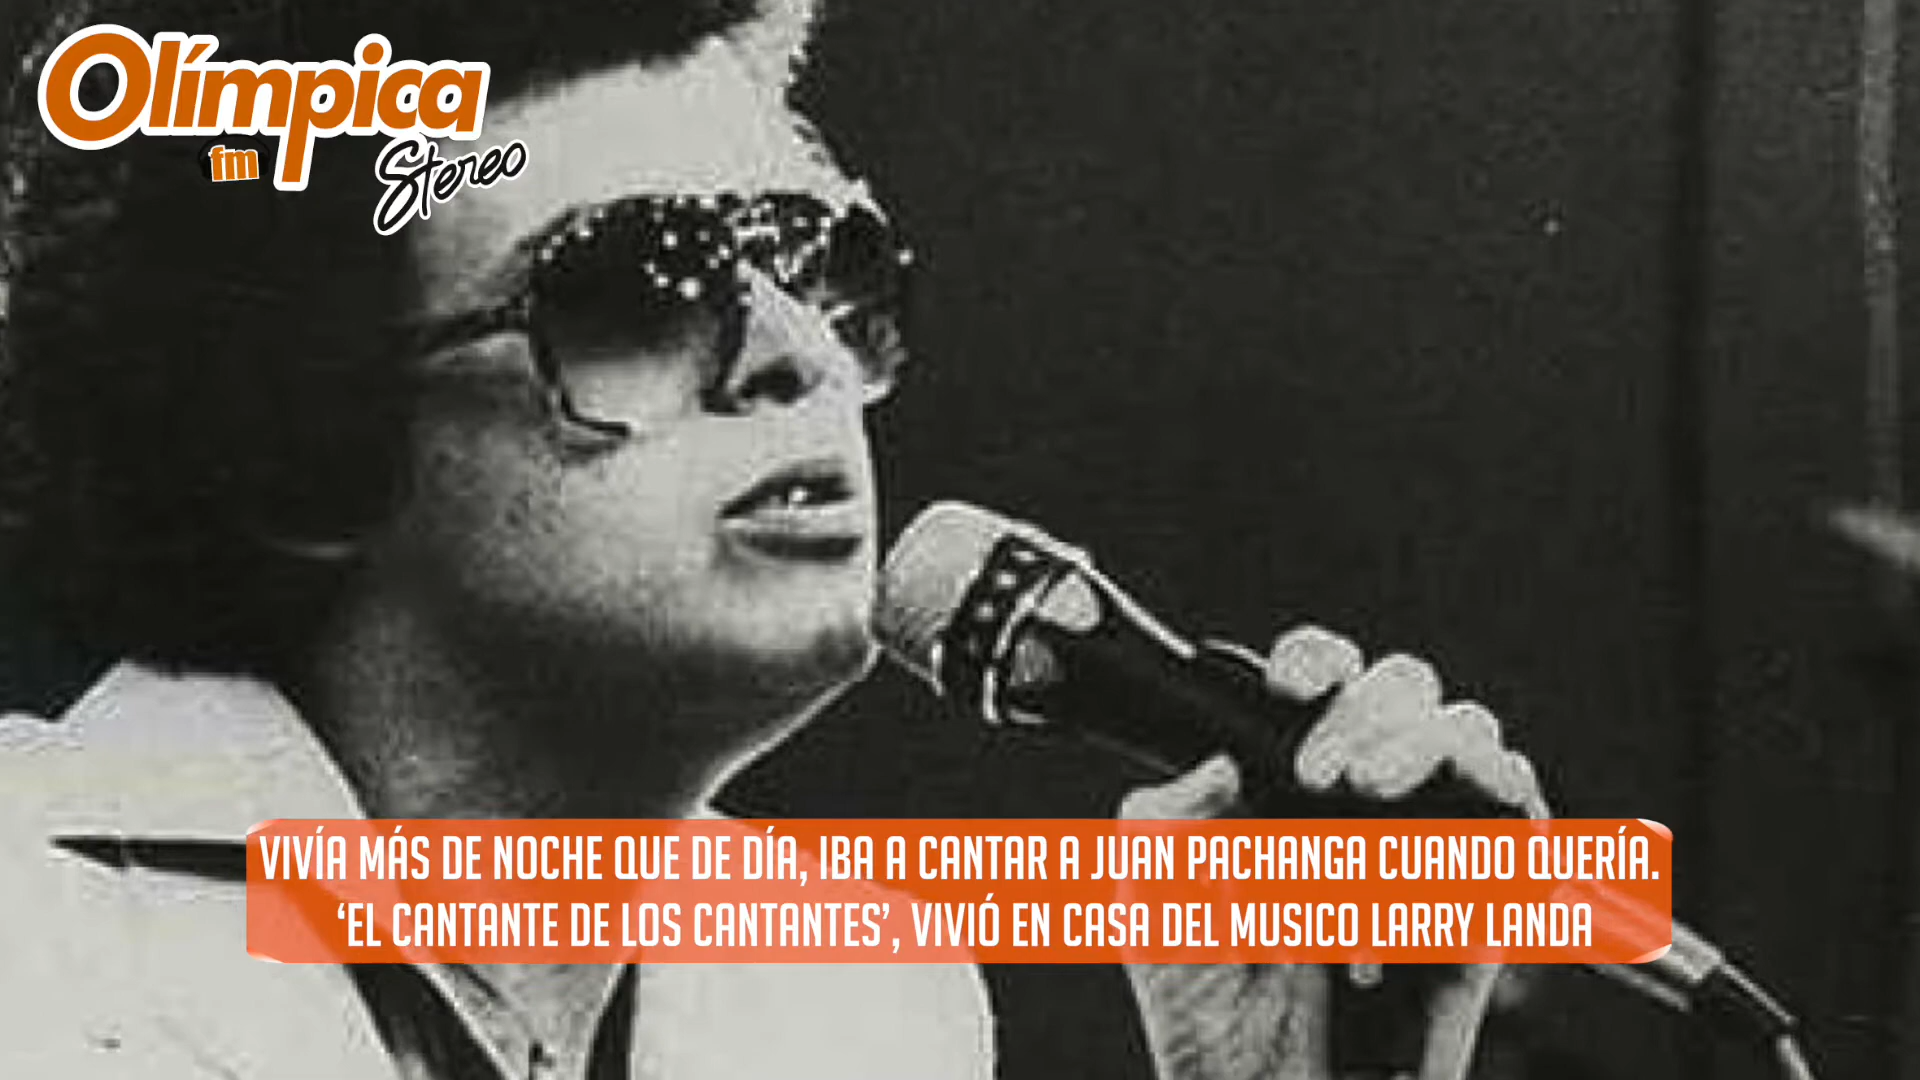 Olímpica
fm
Stereo
VIVÍA MÁS DE NOCHE QUE DE DÍA, IBA A CANTAR A JUAN PACHANGA CUANDO QUERÍA.
‘EL CANTANTE DE LOS CANTANTES’, VIVIÓ EN CASA DEL MUSICO LARRY LANDA